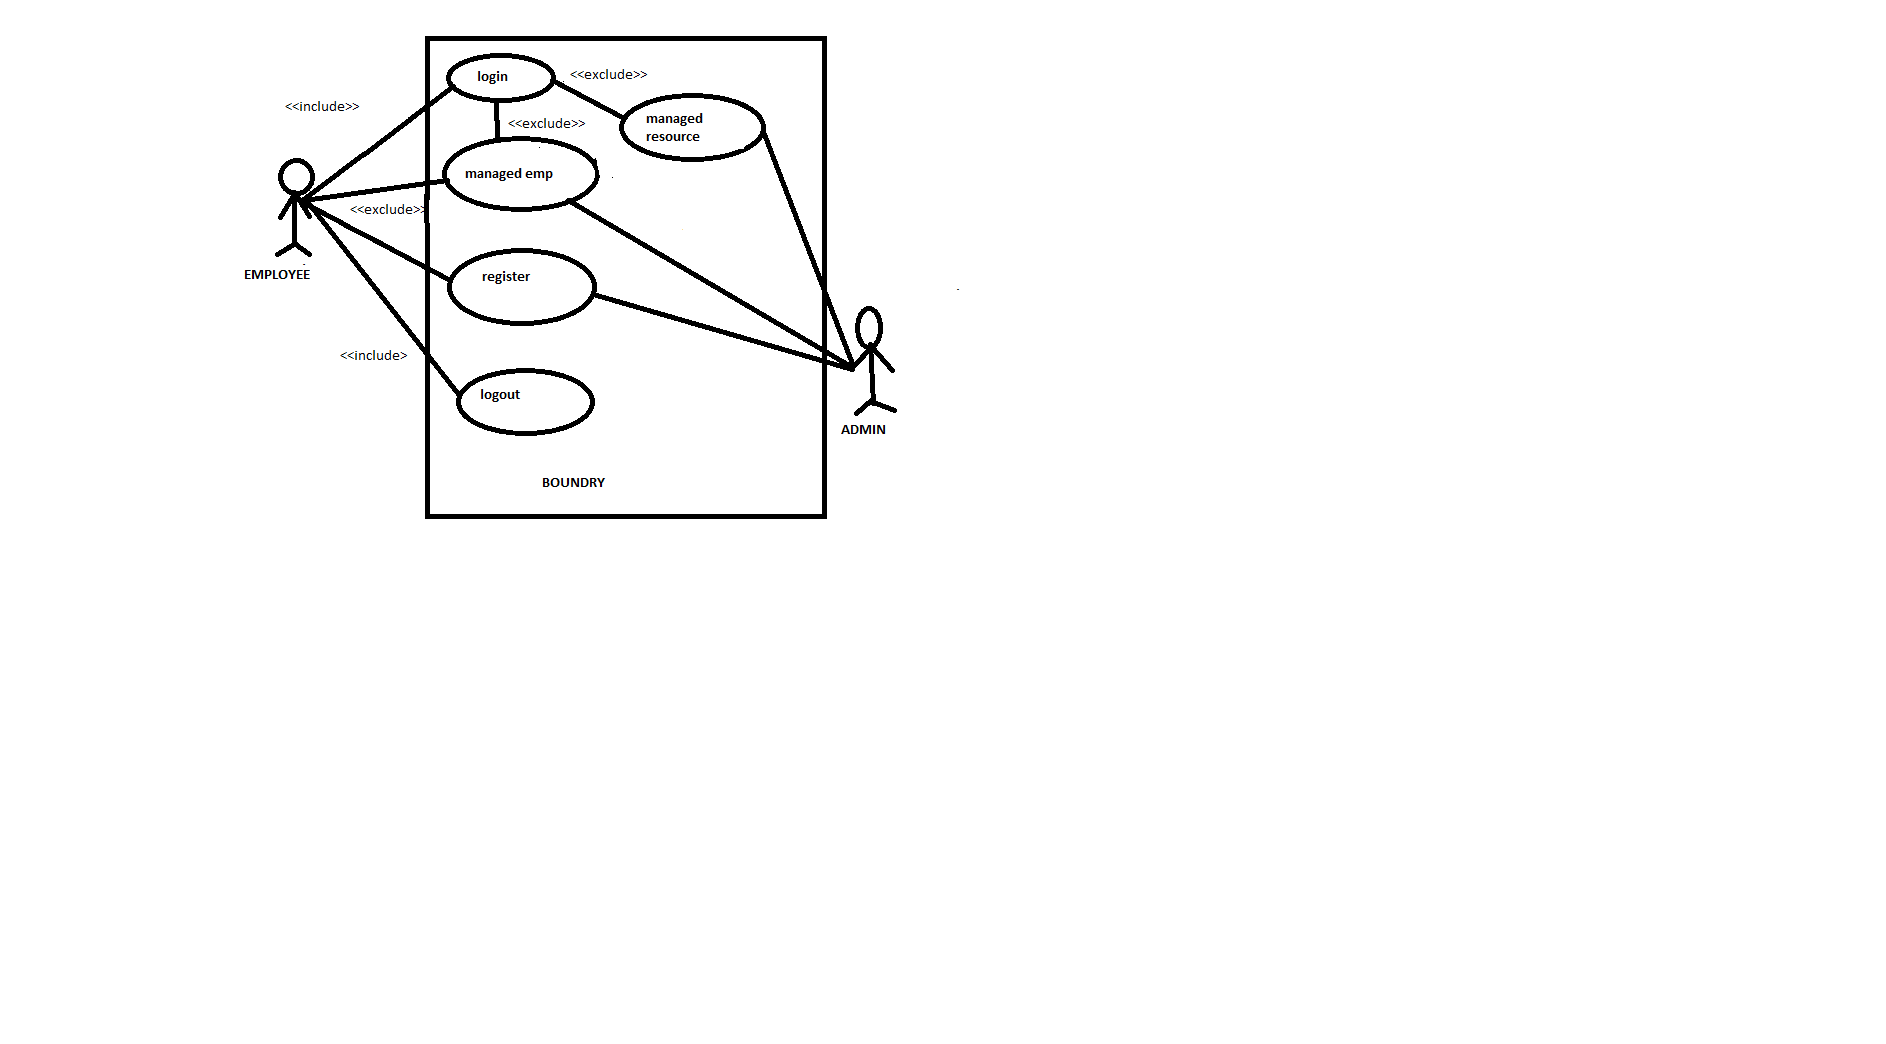 login
<<exclude>>
<<include>>
managed
resource
<<exclude>>
managed emp
<<exclude>>
EMPLOYEE
register
<<include>
logout
ADMIN
BOUNDRY